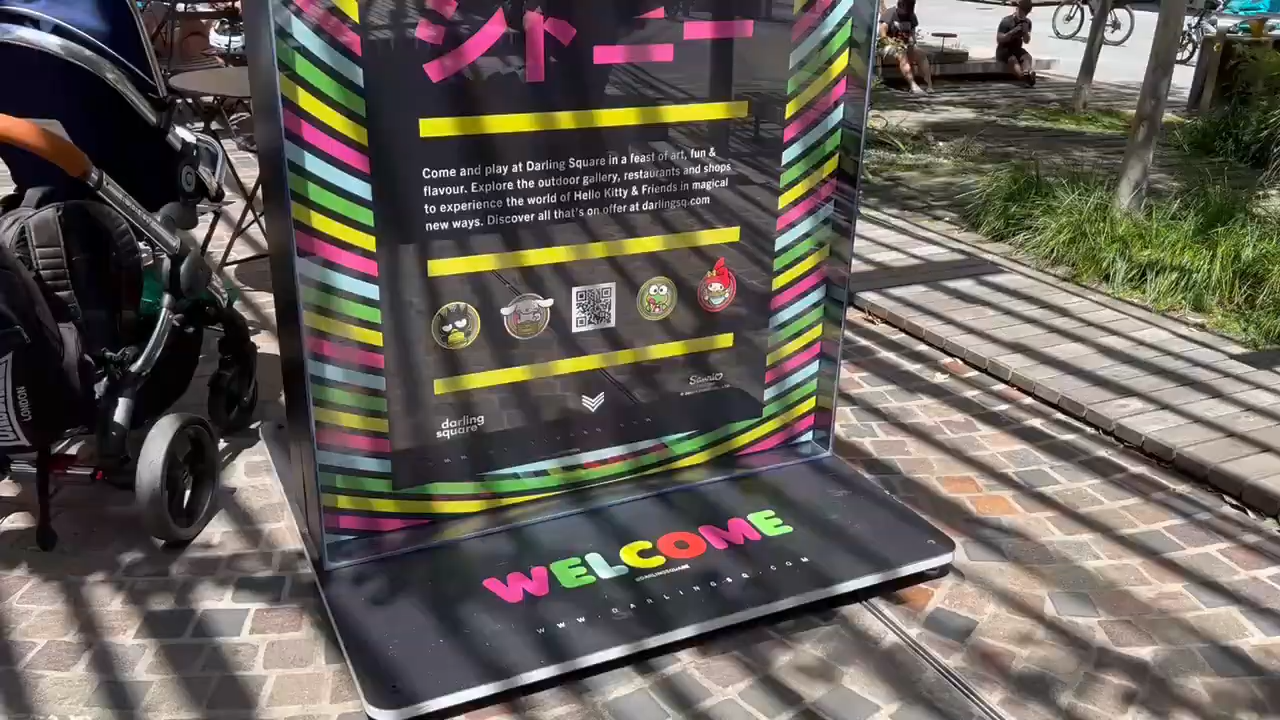 シドニー
Come and play at Darling Square in a feast of art, fun &
flavour. Explore the outdoor gallery, restaurants and shops
to experience the world of Hello Kitty & Friends in magical
new ways. Discover all that's on offer at darlingsq.com
Sanrio
darling
square
WELCOME
@DARLINGSQUARE
WWW.DARLINGSQ.COM
LONDON